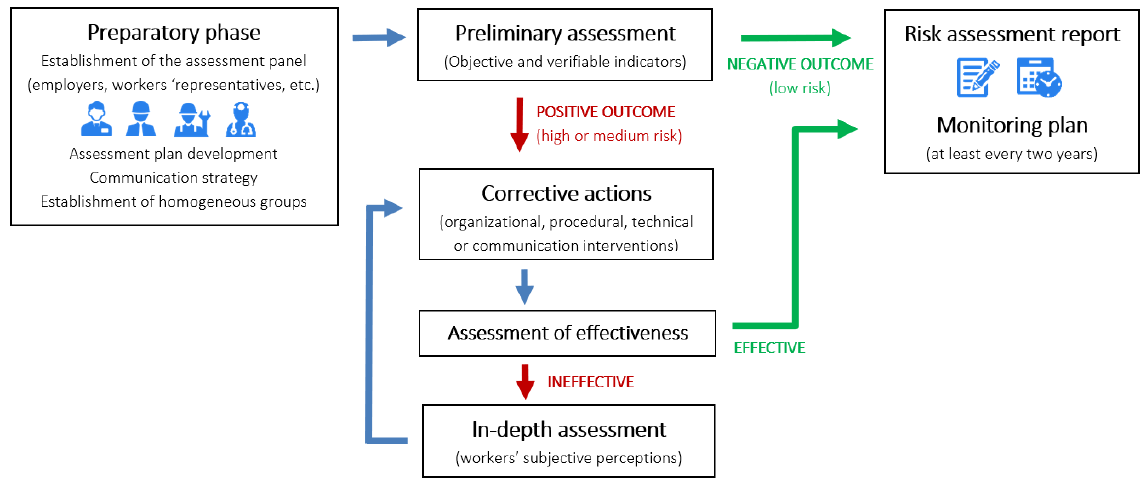 Preparatory phase
Establishment of the assessment panel
(employers, workers ‘representatives, etc.)
Assessment plan development
Communication strategy
Establishment of homogeneous groups
Preliminary assessment
(Objective and verifiable indicators)
NEGATIVE OUTCOME
(low risk)
Risk assessment report
Monitoring plan
(at least every two years)
POSITIVE OUTCOME
(high or medium risk)
Corrective actions
(organizational, procedural, technical
or communication interventions)
Assessment of effectiveness
EFFECTIVE
INEFFECTIVE
In-depth assessment
(workers’ subjective perceptions)